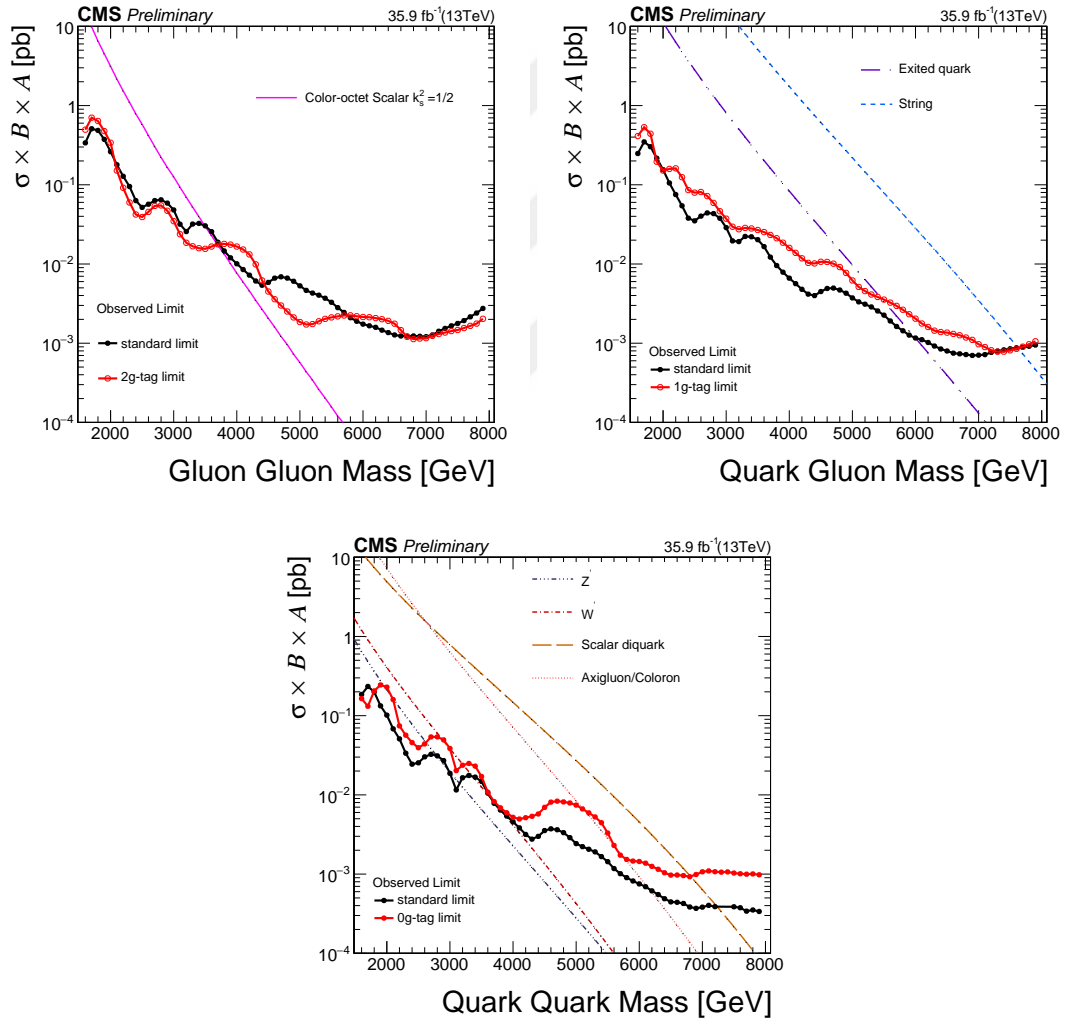 CMS Preliminary 35.9 fb⁻¹(13TeV)
σ × B × A [pb]
10
1
10⁻¹
10⁻²
10⁻³
10⁻⁴
Color-octet Scalar k²ₛ=1/2
Observed Limit
standard limit
2g-tag limit
2000 3000 4000 5000 6000 7000 8000
Gluon Gluon Mass [GeV]
CMS Preliminary 35.9 fb⁻¹(13TeV)
σ × B × A [pb]
10
1
10⁻¹
10⁻²
10⁻³
10⁻⁴
Exited quark
String
Observed Limit
standard limit
1g-tag limit
2000 3000 4000 5000 6000 7000 8000
Quark Gluon Mass [GeV]
CMS Preliminary 35.9 fb⁻¹(13TeV)
σ × B × A [pb]
10
1
10⁻¹
10⁻²
10⁻³
10⁻⁴
Z'
W'
Scalar diquark
Axigluon/Coloron
Observed Limit
standard limit
0g-tag limit
2000 3000 4000 5000 6000 7000 8000
Quark Quark Mass [GeV]